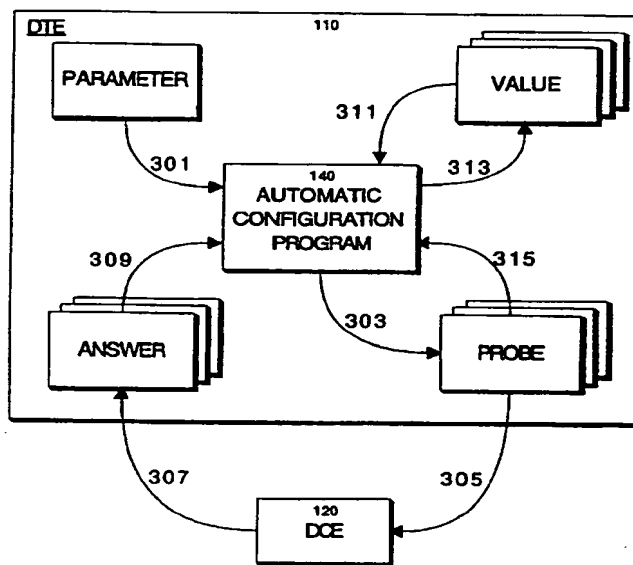 DTE
110
PARAMETER
VALUE
311
301
313
140
AUTOMATIC
CONFIGURATION
PROGRAM
309
315
303
ANSWER
PROBE
307
305
120
DCE